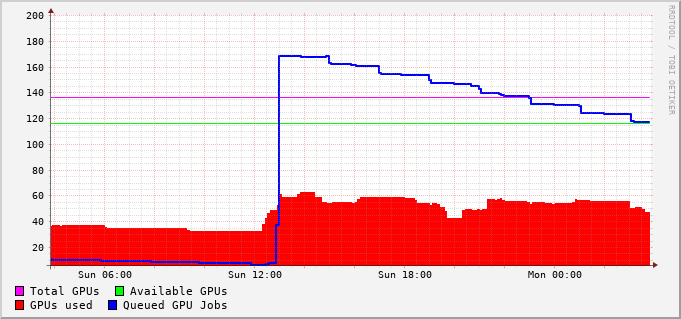 200
180
160
140
120
100
80
60
40
20
Sun 06:00 Sun 12:00 Sun 18:00 Mon 00:00
Total GPUs Available GPUs
GPUs used Queued GPU Jobs
RRDTOOL / TOBI OETIKER